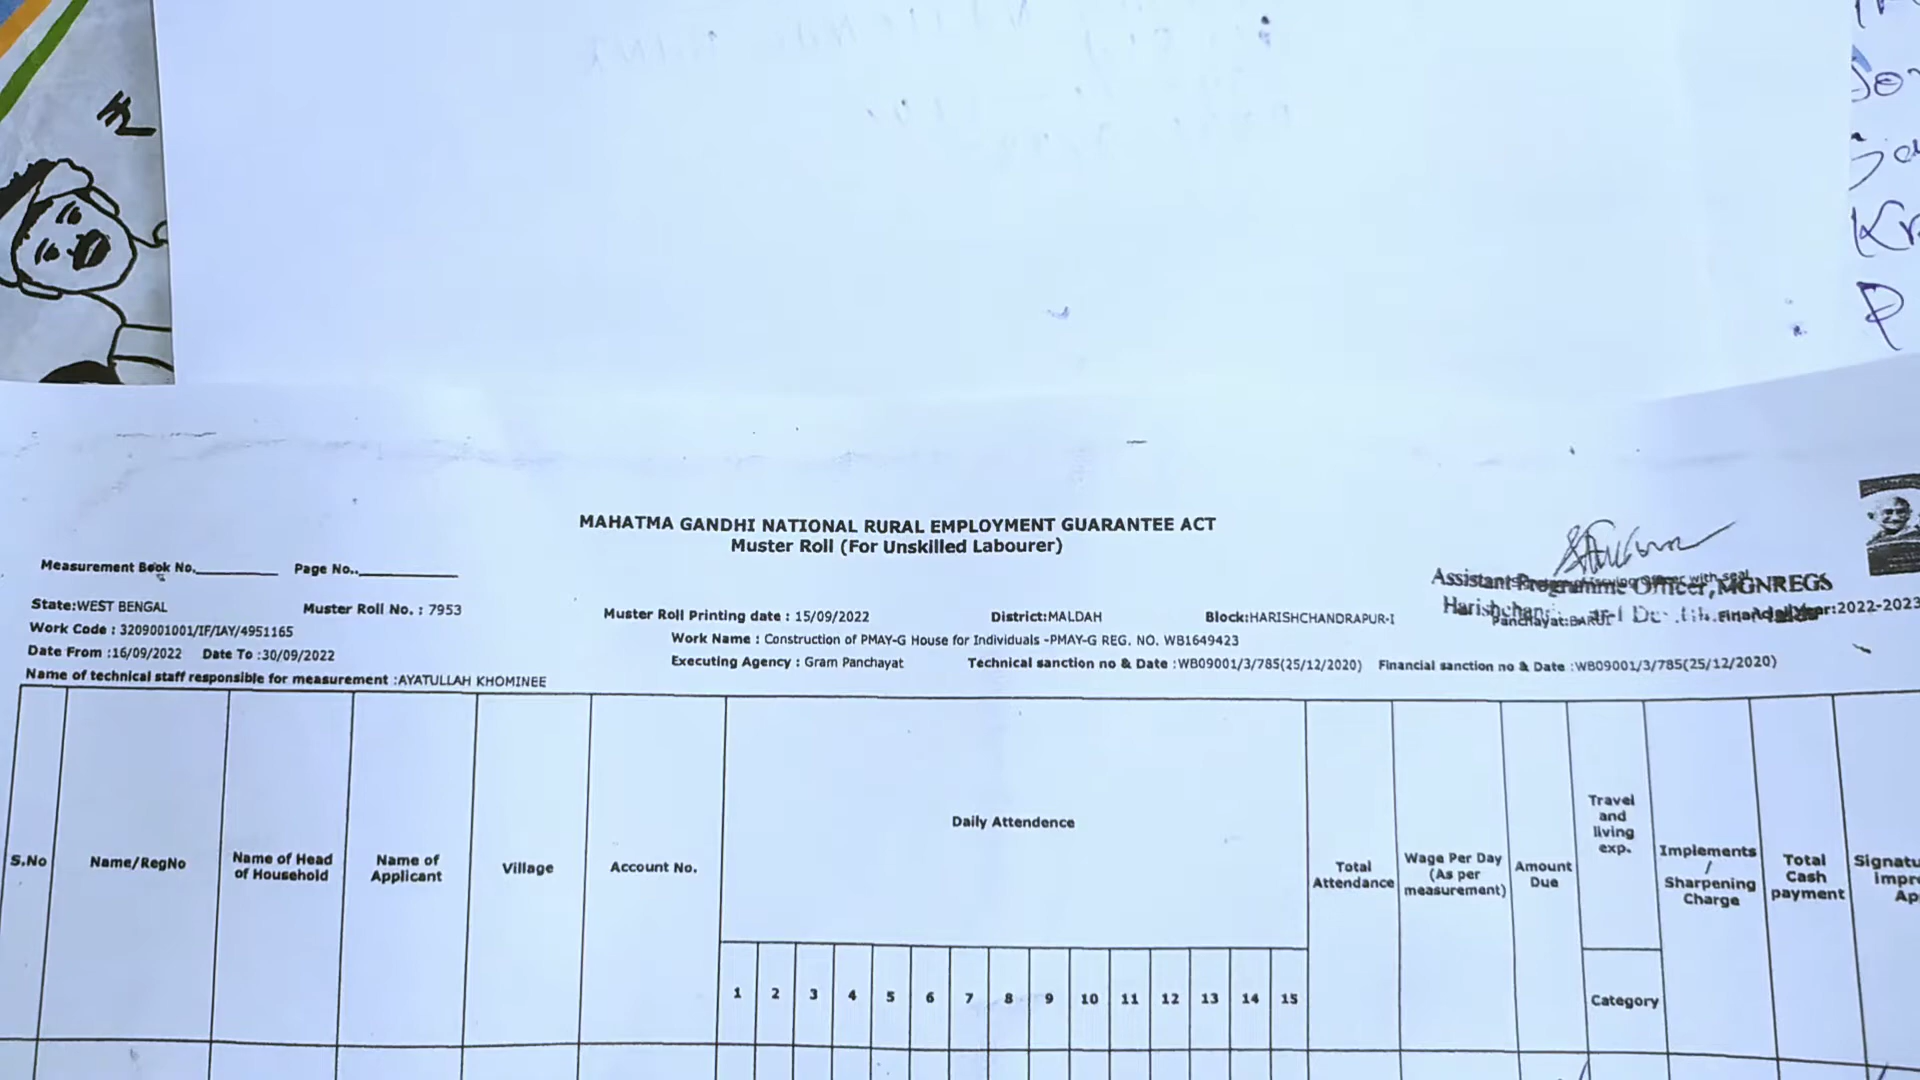 ₹
MAHATMA GANDHI NATIONAL RURAL EMPLOYMENT GUARANTEE ACT
Muster Roll (For Unskilled Labourer)
Measurement Book No. Page No..
Assistant Programme Officer, MGNREGS
State:WEST BENGAL Muster Roll No. : 7953 Muster Roll Printing date : 15/09/2022 District:MALDAH Block:HARISHCHANDRAPUR-I Panchayat:BARUI Financial Year:2022-2023
Work Code : 3209001001/IF/IAY/4951165 Work Name : Construction of PMAY-G House for Individuals -PMAY-G REG. NO. WB1649423
Date From :16/09/2022 Date To :30/09/2022 Executing Agency : Gram Panchayat Technical sanction no & Date :WB09001/3/785(25/12/2020) Financial sanction no & Date :WB09001/3/785(25/12/2020)
Name of technical staff responsible for measurement :AYATULLAH KHOMINEE
S.No
Name/RegNo
Name of Head
of Household
Name of
Applicant
Village
Account No.
Daily Attendence
1 2 3 4 5 6 7 8 9 10 11 12 13 14 15
Total
Attendance
Wage Per Day
(As per
measurement)
Amount
Due
Travel
and
living
exp.
Category
Implements
/
Sharpening
Charge
Total
Cash
payment